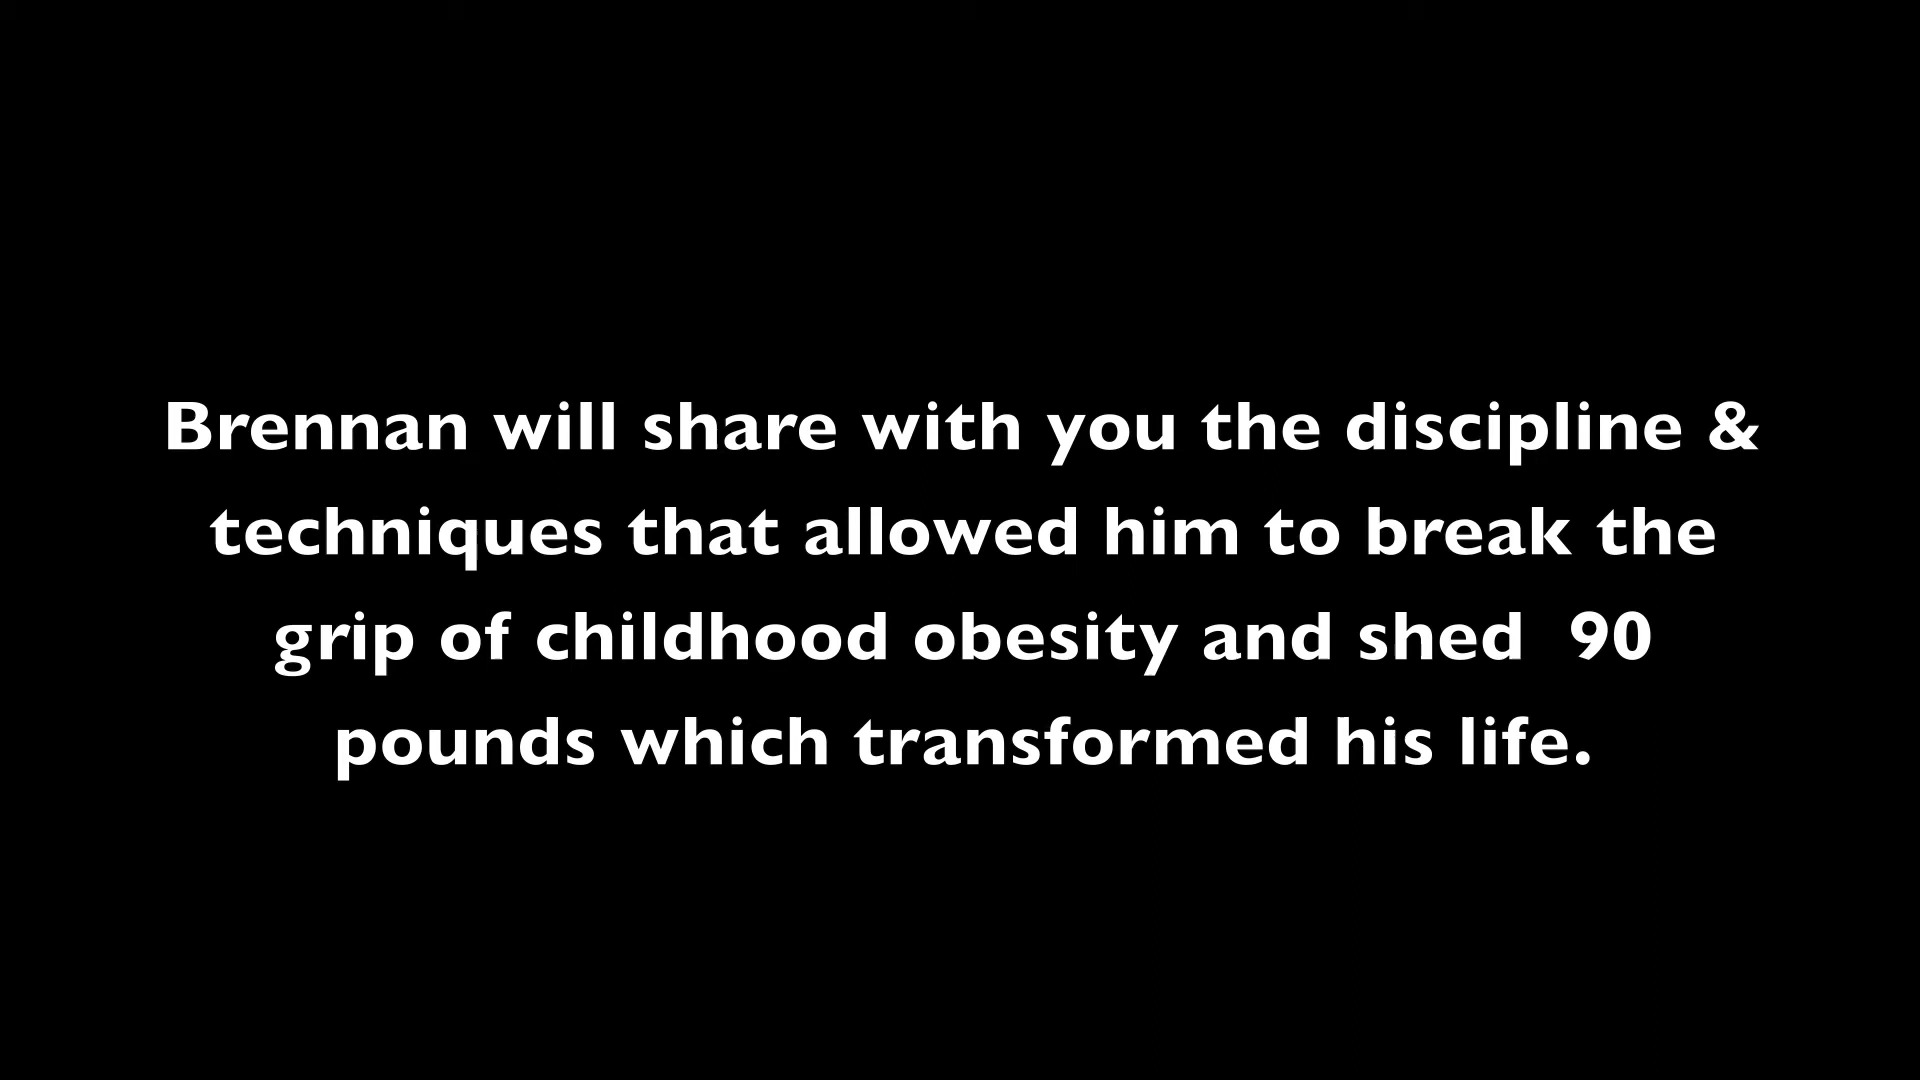 Brennan will share with you the discipline &
techniques that allowed him to break the
grip of childhood obesity and shed  90
pounds which transformed his life.